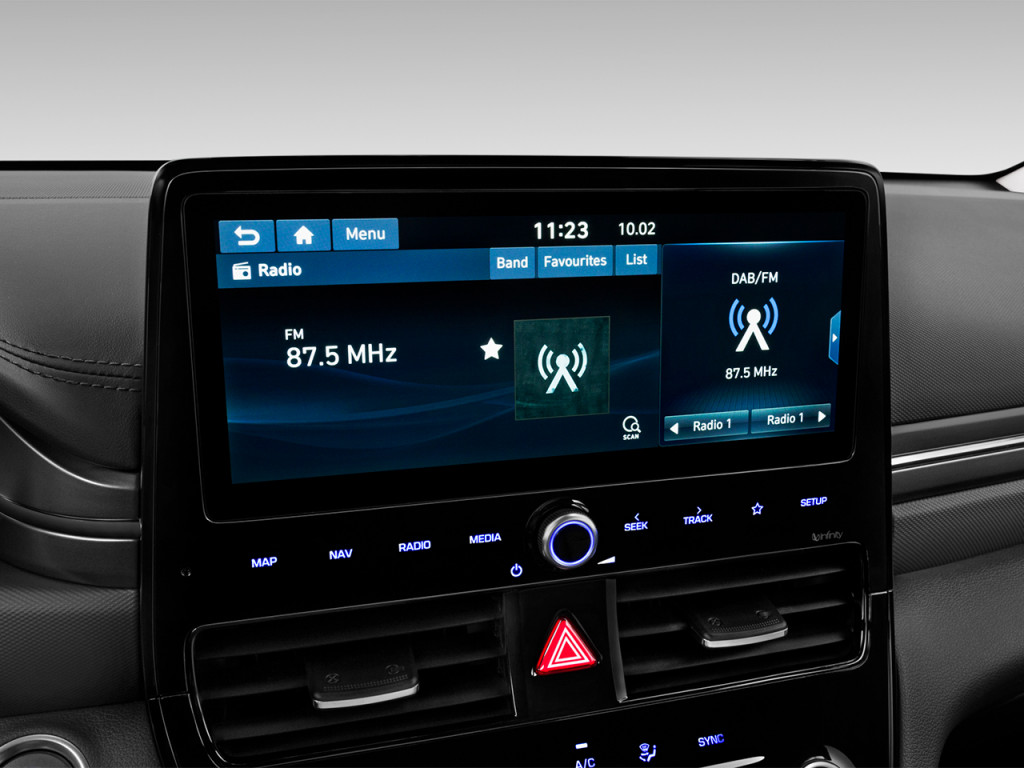 Menu
11:23
10.02
Radio
Band
Favourites
List
FM
87.5 MHz
SCAN
DAB/FM
87.5 MHz
Radio 1
Radio 1
MAP
NAV
RADIO
MEDIA
SEEK
TRACK
SETUP
infinity
A/C
SYNC